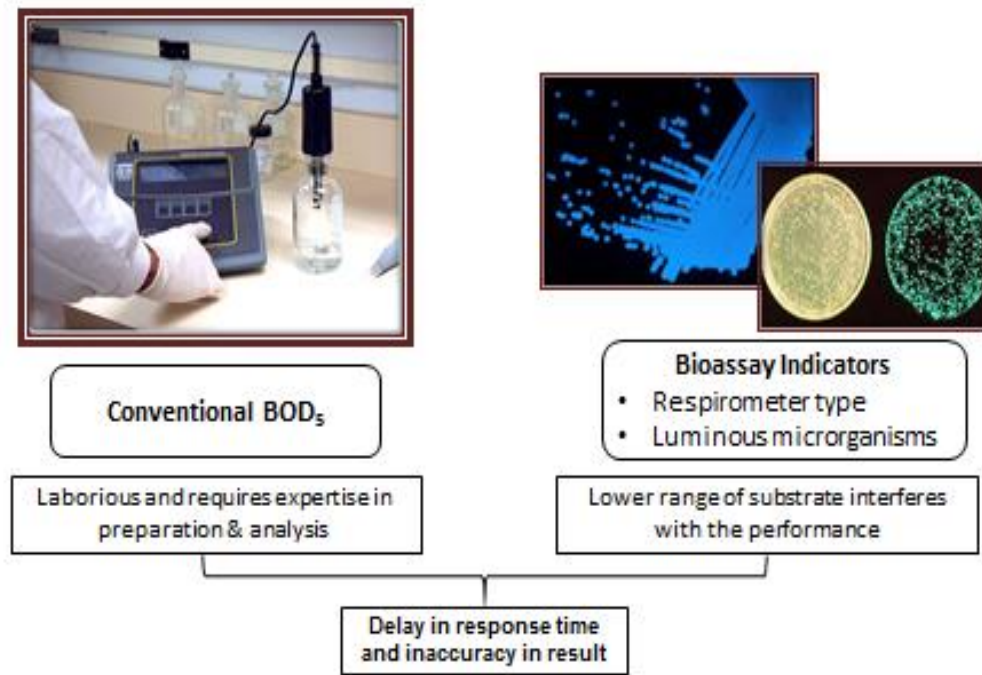 Conventional BOD₅
Laborious and requires expertise in
preparation & analysis
Bioassay Indicators
• Respirometer type
• Luminous microrganisms
Lower range of substrate interferes
with the performance
Delay in response time
and inaccuracy in result